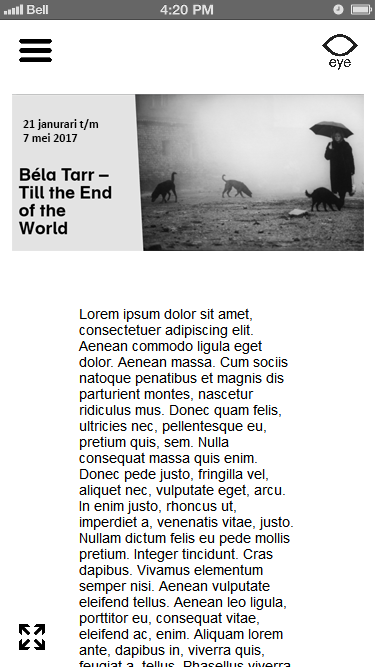 Bell
4:20 PM
eye
21 janurari t/m
7 mei 2017
Béla Tarr –
Till the End
of the
World
Lorem ipsum dolor sit amet,
consectetuer adipiscing elit.
Aenean commodo ligula eget
dolor. Aenean massa. Cum sociis
natoque penatibus et magnis dis
parturient montes, nascetur
ridiculus mus. Donec quam felis,
ultricies nec, pellentesque eu,
pretium quis, sem. Nulla
consequat massa quis enim.
Donec pede justo, fringilla vel,
aliquet nec, vulputate eget, arcu.
In enim justo, rhoncus ut,
imperdiet a, venenatis vitae, justo.
Nullam dictum felis eu pede mollis
pretium. Integer tincidunt. Cras
dapibus. Vivamus elementum
semper nisi. Aenean vulputate
eleifend tellus. Aenean leo ligula,
porttitor eu, consequat vitae,
eleifend ac, enim. Aliquam lorem
ante, dapibus in, viverra quis,
feugiat a, tellus. Phasellus viverra